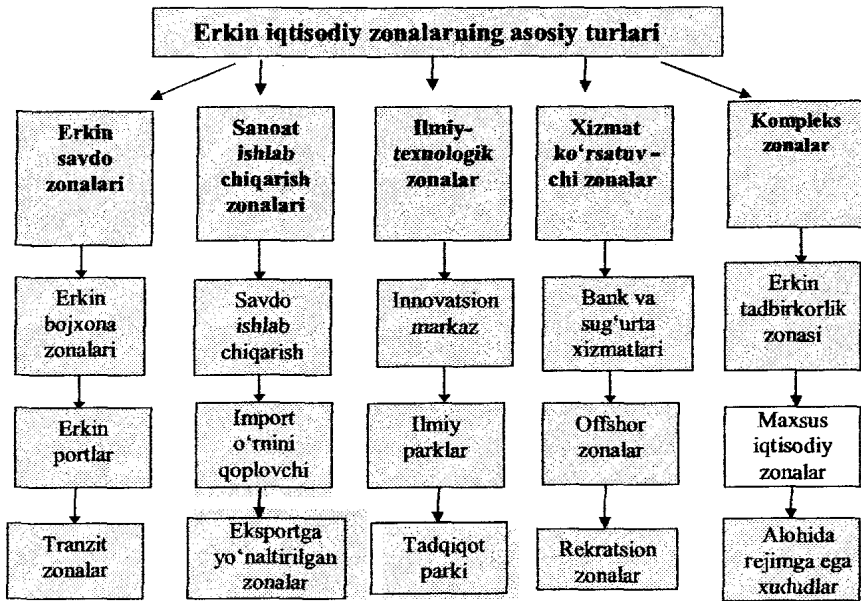 Erkin iqtisodiy zonalarning asosiy turlari
Erkin
savdo
zonalari
Sanoat
ishlab
chiqarish
zonalari
Ilmiy-
texnologik
zonalar
Xizmat
ko‘rsatuv –
chi zonalar
Kompleks
zonalar
Erkin
bojxona
zonalari
Savdo
ishlab
chiqarish
Innovatsion
markaz
Bank va
sug‘urta
xizmatlari
Erkin
tadbirkorlik
zonasi
Erkin
portlar
Import
o‘rnini
qoplovchi
Ilmiy
parklar
Offshor
zonalar
Maxsus
iqtisodiy
zonalar
Tranzit
zonalar
Eksportga
yo‘naltirilgan
zonalar
Tadqiqot
parki
Rekratsion
zonalar
Alohida
rejimga ega
xududlar